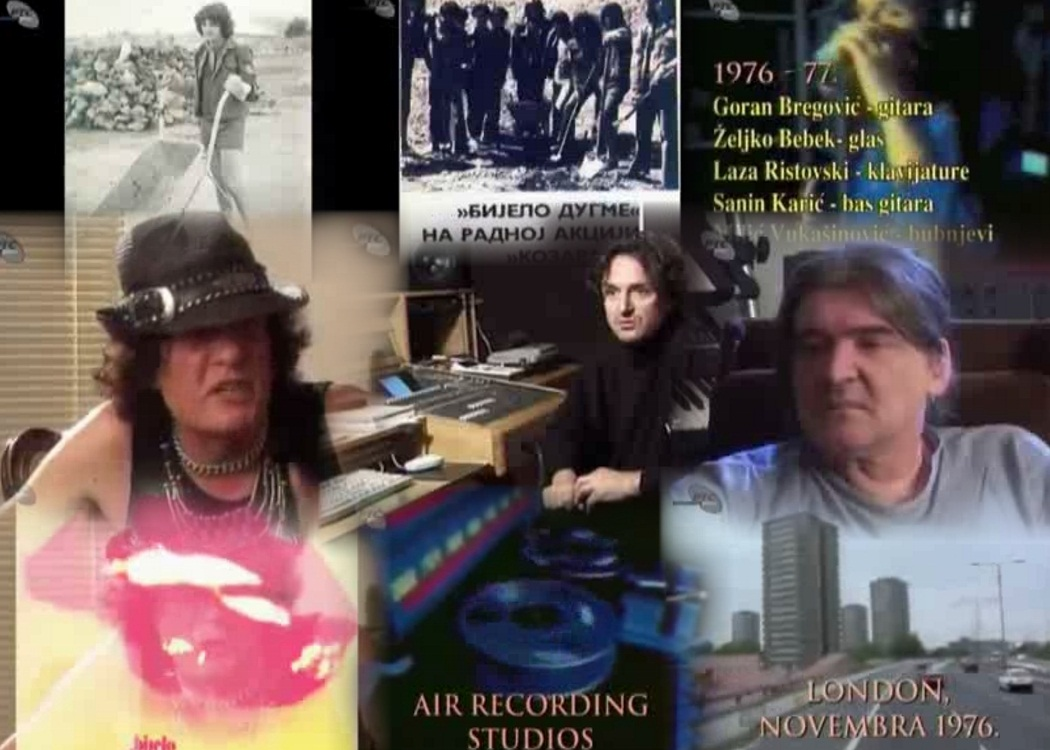 1976 - 77.
Goran Bregović - gitara
Željko Bebek - glas
Laza Ristovski - klavijature
Sanin Karić - bas gitara
Vukašinović - bubnjevi
»БИЈЕЛО ДУГМЕ«
НА РАДНОЈ АКЦИЈИ
bijelo
AIR RECORDING
STUDIOS
LONDON,
NOVEMBRA 1976.